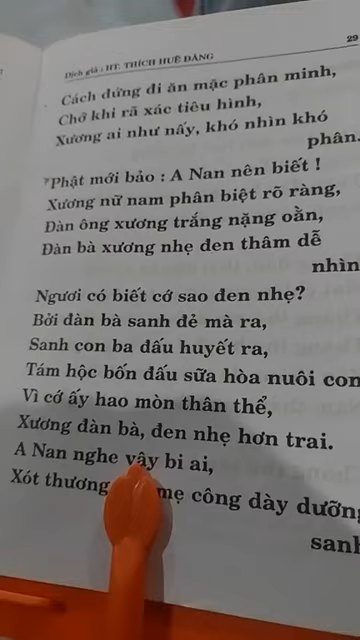 Dịch giả : HT. THÍCH HUỆ ĐĂNG
29
Cách đứng đi ăn mặc phân minh,
Chớ khi rã xác tiêu hình,
Xương ai như nấy, khó nhìn khó
phân.
Phật mới bảo : A Nan nên biết !
Xương nữ nam phân biệt rõ ràng,
Đàn ông xương trắng nặng oằn,
Đàn bà xương nhẹ đen thâm dễ
nhìn
Ngươi có biết cớ sao đen nhẹ?
Bởi đàn bà sanh đẻ mà ra,
Sanh con ba đấu huyết ra,
Tám hộc bốn đấu sữa hòa nuôi con
Vì cớ ấy hao mòn thân thể,
Xương đàn bà, đen nhẹ hơn trai.
A Nan nghe vậy bi ai,
Xót thương mẹ công dày dưỡng
sanh